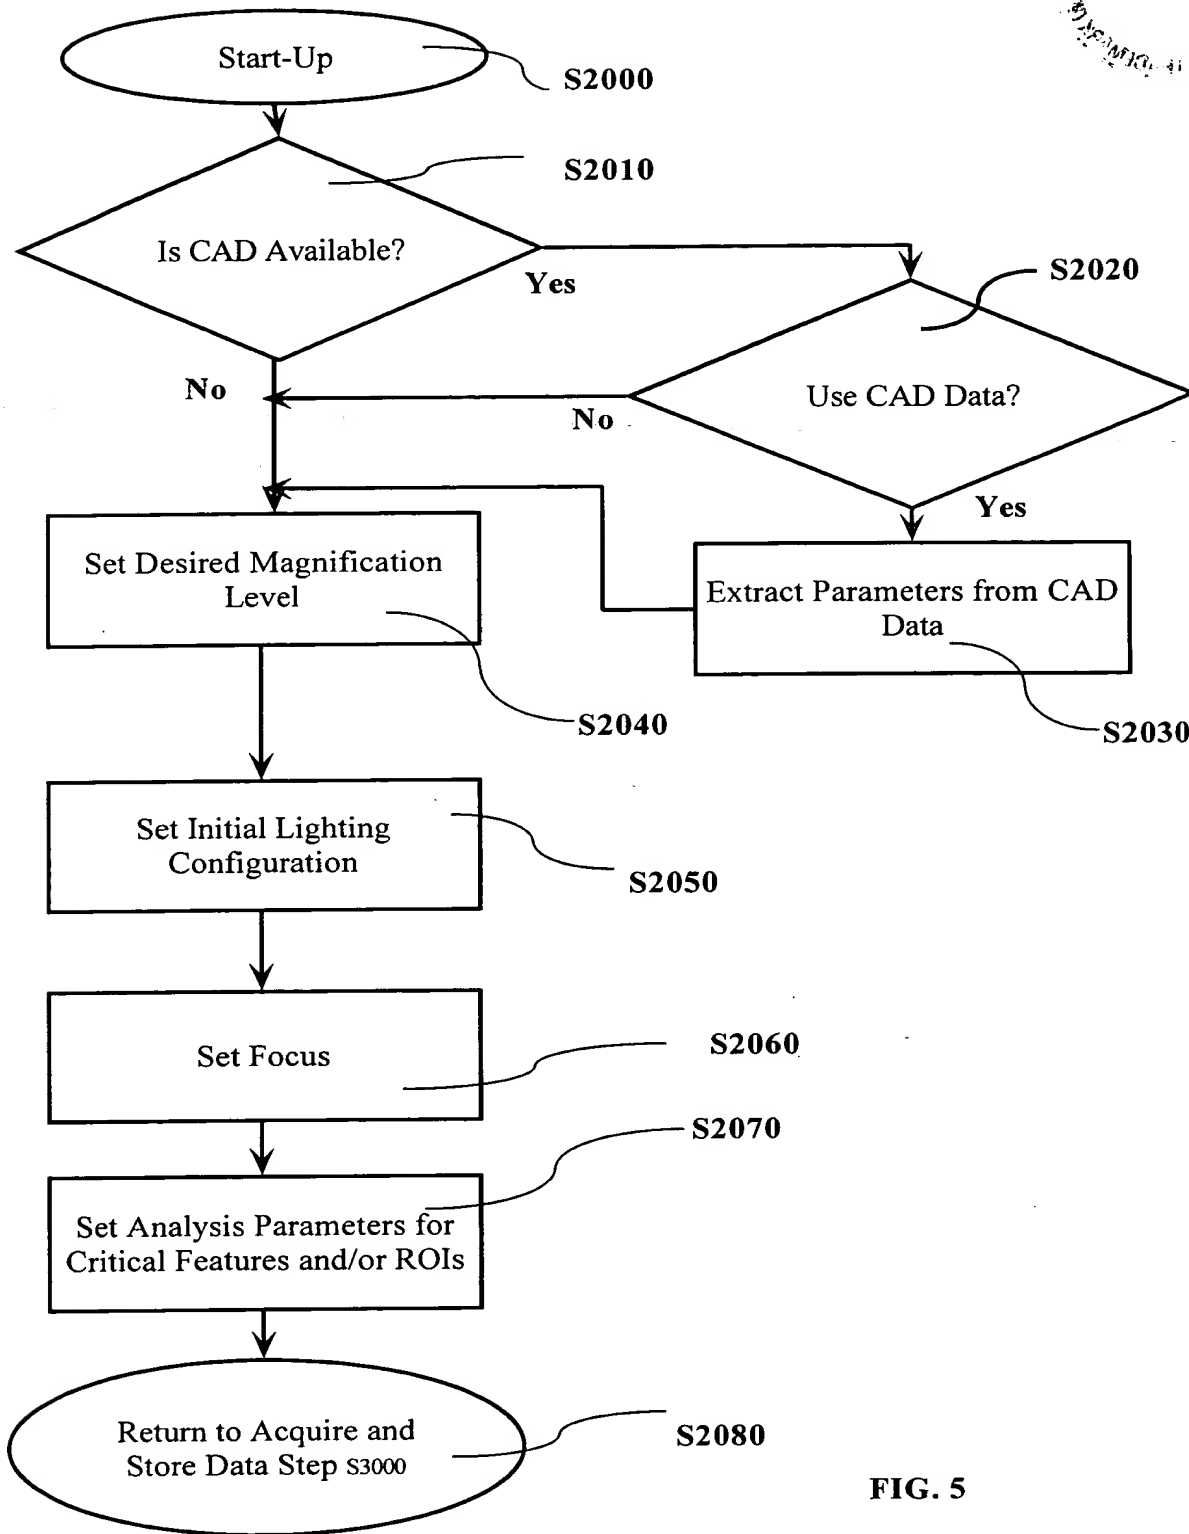 Start-Up
S2000
S2010
Is CAD Available?
Yes
S2020
No
Use CAD Data?
No
Yes
Set Desired Magnification
Level
Extract Parameters from CAD
Data
S2040
S2030
Set Initial Lighting
Configuration
S2050
Set Focus
S2060
S2070
Set Analysis Parameters for
Critical Features and/or ROIs
Return to Acquire and
Store Data Step S3000
S2080
FIG. 5